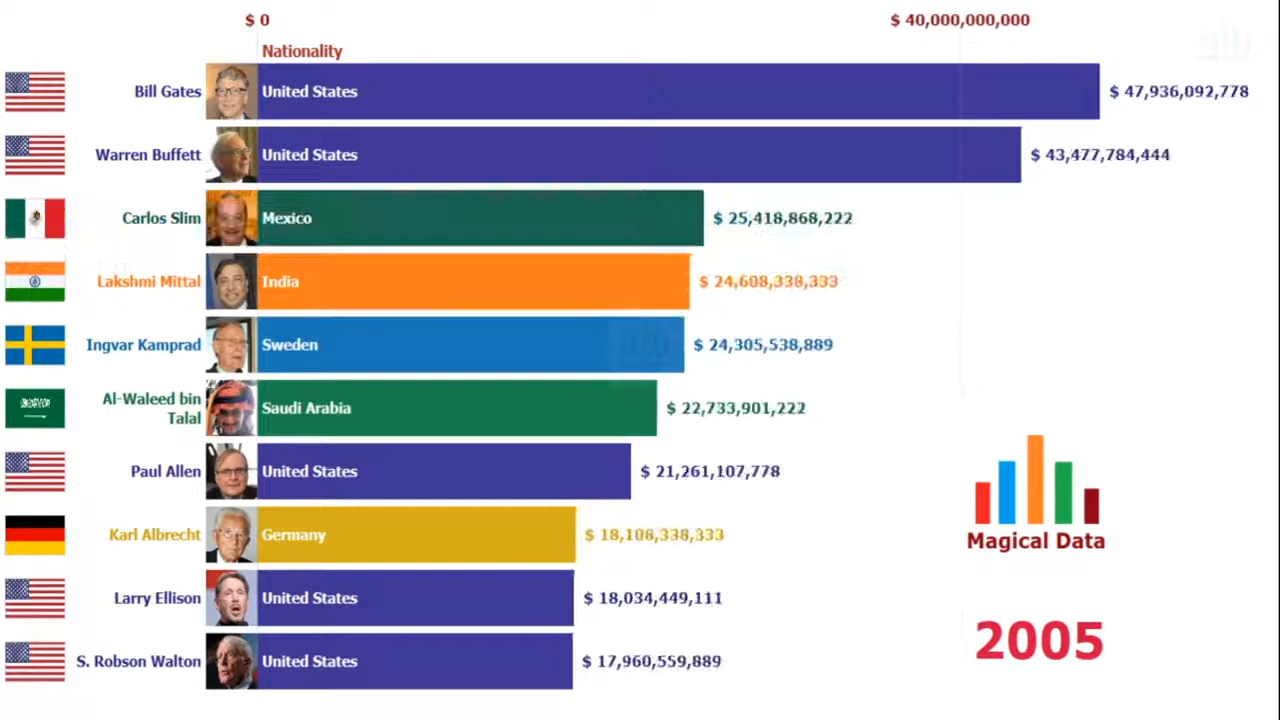 $ 0
$ 40,000,000,000
Nationality
Bill Gates
United States
$ 47,936,092,778
Warren Buffett
United States
$ 43,477,784,444
Carlos Slim
Mexico
$ 25,418,868,222
Lakshmi Mittal
India
$ 24,608,338,333
Ingvar Kamprad
Sweden
$ 24,305,538,889
Al-Waleed bin
Talal
Saudi Arabia
$ 22,733,901,222
Paul Allen
United States
$ 21,261,107,778
Karl Albrecht
Germany
$ 18,106,338,333
Larry Ellison
United States
$ 18,034,449,111
S. Robson Walton
United States
$ 17,960,559,889
Magical Data
2005